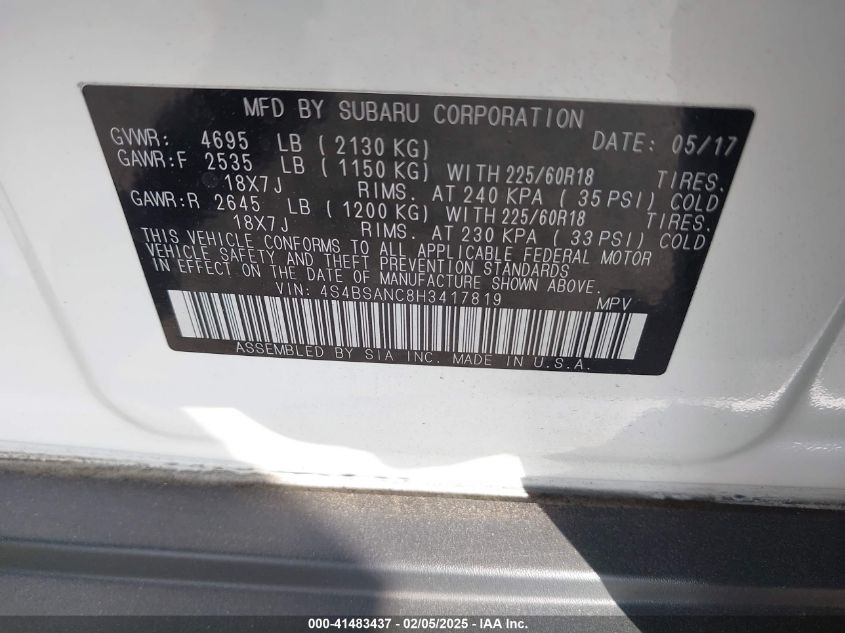 MFD BY SUBARU CORPORATION
GVWR: 4695 LB ( 2130 KG) DATE: 05/17
GAWR:F 2535 LB ( 1150 KG) WITH 225/60R18 TIRES.
18X7J RIMS. AT 240 KPA ( 35 PSI) COLD
GAWR:R 2645 LB ( 1200 KG) WITH 225/60R18 TIRES.
18X7J RIMS. AT 230 KPA ( 33 PSI) COLD
THIS VEHICLE CONFORMS TO ALL APPLICABLE FEDERAL MOTOR
VEHICLE SAFETY AND THEFT PREVENTION STANDARDS
IN EFFECT ON THE DATE OF MANUFACTURE SHOWN ABOVE.
VIN: 4S4BSANC8H3417819 MPV
ASSEMBLED BY SIA INC. MADE IN U.S.A.
000-41483437 - 02/05/2025 - IAA Inc.